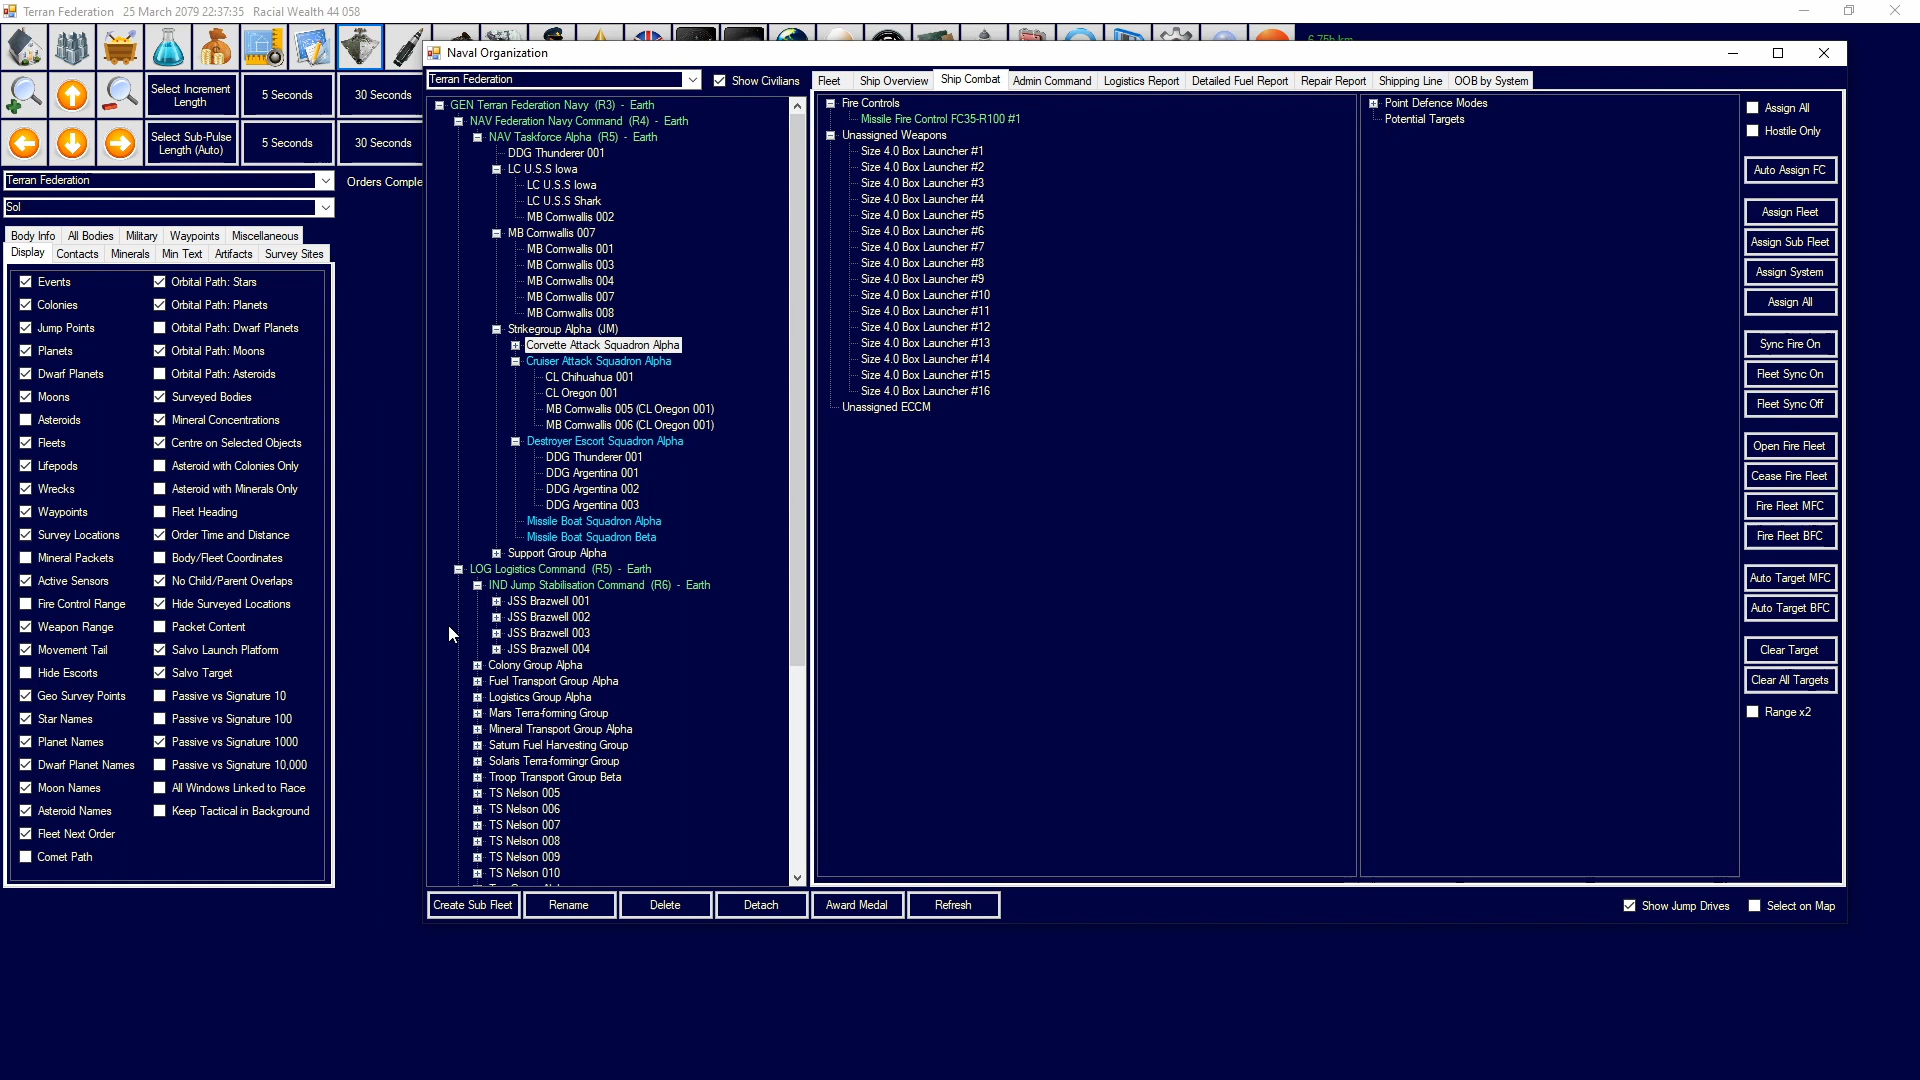 Terran Federation 25 March 2079 22:37:35 Racial Wealth 44 058
Naval Organization
Select Increment Length
5 Seconds
30 Seconds
Select Sub-Pulse Length (Auto)
5 Seconds
30 Seconds
Terran Federation
Orders Comple
Sol
Body Info All Bodies Military Waypoints Miscellaneous
Display Contacts Minerals Min Text Artifacts Survey Sites
Events Orbital Path: Stars
Colonies Orbital Path: Planets
Jump Points Orbital Path: Dwarf Planets
Planets Orbital Path: Moons
Dwarf Planets Orbital Path: Asteroids
Moons Surveyed Bodies
Asteroids Mineral Concentrations
Fleets Centre on Selected Objects
Lifepods Asteroid with Colonies Only
Wrecks Asteroid with Minerals Only
Waypoints Fleet Heading
Survey Locations Order Time and Distance
Mineral Packets Body/Fleet Coordinates
Active Sensors No Child/Parent Overlaps
Fire Control Range Hide Surveyed Locations
Weapon Range Packet Content
Movement Tail Salvo Launch Platform
Hide Escorts Salvo Target
Geo Survey Points Passive vs Signature 10
Star Names Passive vs Signature 100
Planet Names Passive vs Signature 1000
Dwarf Planet Names Passive vs Signature 10,000
Moon Names All Windows Linked to Race
Asteroid Names Keep Tactical in Background
Fleet Next Order
Comet Path
Terran Federation Show Civilians
GEN Terran Federation Navy (R3) - Earth
NAV Federation Navy Command (R4) - Earth
NAV Taskforce Alpha (R5) - Earth
DDG Thunderer 001
LC U.S.S Iowa
LC U.S.S Iowa
LC U.S.S Shark
MB Cornwallis 002
MB Cornwallis 007
MB Cornwallis 001
MB Cornwallis 003
MB Cornwallis 004
MB Cornwallis 007
MB Cornwallis 008
Strikegroup Alpha (JM)
Corvette Attack Squadron Alpha
Cruiser Attack Squadron Alpha
CL Chihuahua 001
CL Oregon 001
MB Cornwallis 005 (CL Oregon 001)
MB Cornwallis 006 (CL Oregon 001)
Destroyer Escort Squadron Alpha
DDG Thunderer 001
DDG Argentina 001
DDG Argentina 002
DDG Argentina 003
Missile Boat Squadron Alpha
Missile Boat Squadron Beta
Support Group Alpha
LOG Logistics Command (R5) - Earth
IND Jump Stabilisation Command (R6) - Earth
JSS Brazwell 001
JSS Brazwell 002
JSS Brazwell 003
JSS Brazwell 004
Colony Group Alpha
Fuel Transport Group Alpha
Logistics Group Alpha
Mars Terra-forming Group
Mineral Transport Group Alpha
Saturn Fuel Harvesting Group
Solaris Terra-formingr Group
Troop Transport Group Beta
TS Nelson 005
TS Nelson 006
TS Nelson 007
TS Nelson 008
TS Nelson 009
TS Nelson 010
Fleet Ship Overview Ship Combat Admin Command Logistics Report Detailed Fuel Report Repair Report Shipping Line OOB by System
Fire Controls
Missile Fire Control FC35-R100 #1
Unassigned Weapons
Size 4.0 Box Launcher #1
Size 4.0 Box Launcher #2
Size 4.0 Box Launcher #3
Size 4.0 Box Launcher #4
Size 4.0 Box Launcher #5
Size 4.0 Box Launcher #6
Size 4.0 Box Launcher #7
Size 4.0 Box Launcher #8
Size 4.0 Box Launcher #9
Size 4.0 Box Launcher #10
Size 4.0 Box Launcher #11
Size 4.0 Box Launcher #12
Size 4.0 Box Launcher #13
Size 4.0 Box Launcher #14
Size 4.0 Box Launcher #15
Size 4.0 Box Launcher #16
Unassigned ECCM
Point Defence Modes
Potential Targets
Assign All
Hostile Only
Auto Assign FC
Assign Fleet
Assign Sub Fleet
Assign System
Assign All
Sync Fire On
Fleet Sync On
Fleet Sync Off
Open Fire Fleet
Cease Fire Fleet
Fire Fleet MFC
Fire Fleet BFC
Auto Target MFC
Auto Target BFC
Clear Target
Clear All Targets
Range x2
Create Sub Fleet Rename Delete Detach Award Medal Refresh
Show Jump Drives Select on Map